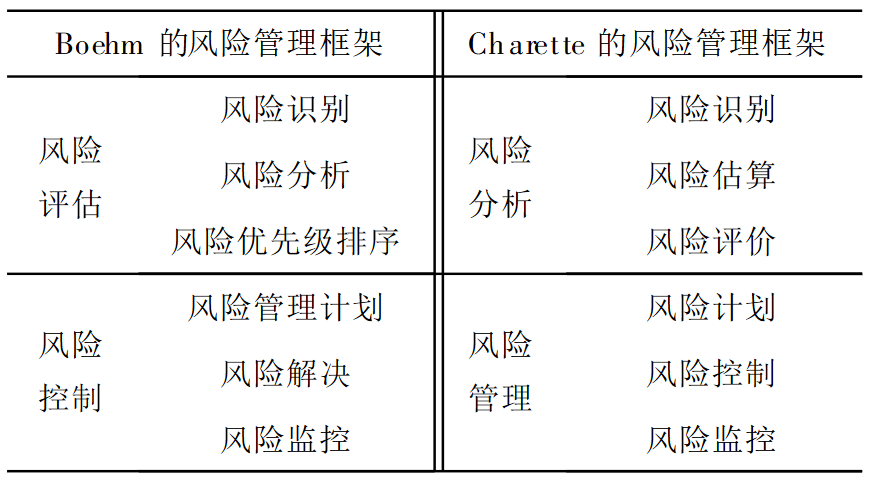 Boehm 的风险管理框架 Charette 的风险管理框架
风险评估 风险识别 风险分析 风险识别
风险分析 风险估算
风险优先级排序 风险评价
风险控制 风险管理计划 风险管理 风险计划
风险解决 风险控制
风险监控 风险监控